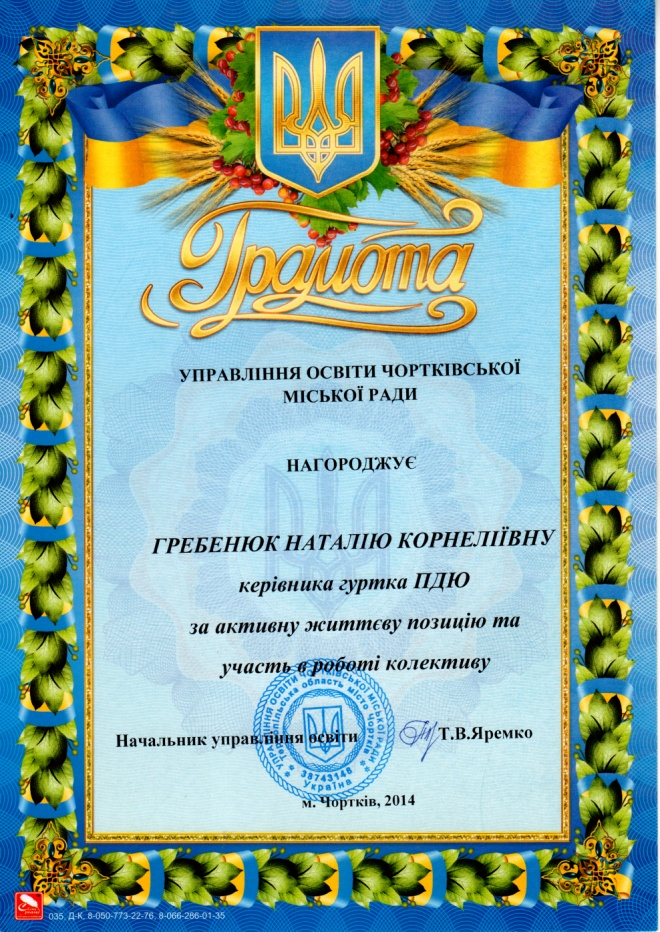 Грамота
УПРАВЛІННЯ ОСВІТИ ЧОРТКІВСЬКОЇ
МІСЬКОЇ РАДИ
НАГОРОДЖУЄ
ГРЕБЕНЮК НАТАЛІЮ КОРНЕЛІЇВНУ
керівника гуртка ПДЮ
за активну життєву позицію та
участь в роботі колективу
УПРАВЛІННЯ ОСВІТИ ЧОРТКІВСЬКОЇ МІСЬКОЇ РАДИ
Тернопільська область місто Чортків
38743148
Україна
Начальник управління освіти Т.В.Яремко
м. Чортків, 2014
035. Д-К, 8-050-773-22-76, 8-066-286-01-35